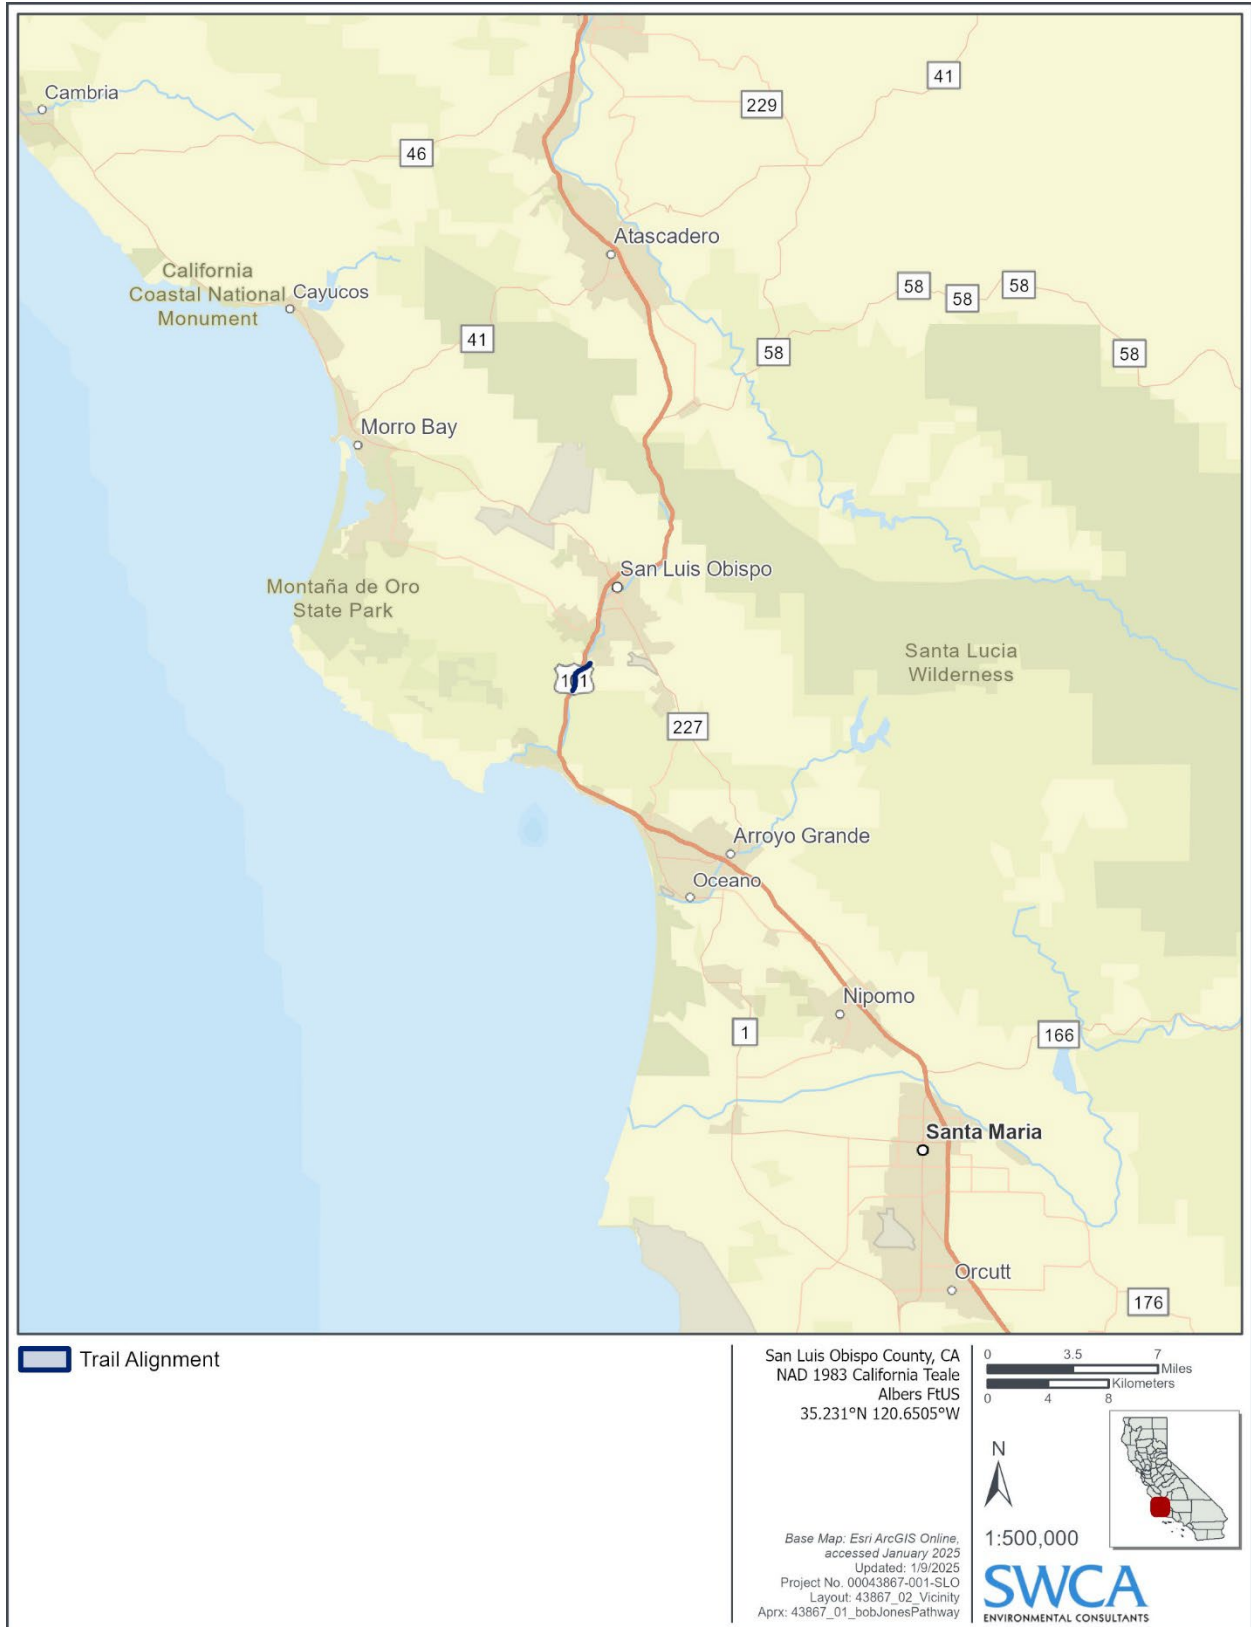 41
Cambria
229
46
Atascadero
California
Coastal National
Monument
Cayucos
58
58
58
41
58
58
Morro Bay
San Luis Obispo
Montaña de Oro
State Park
Santa Lucia
Wilderness
101
227
Arroyo Grande
Oceano
Nipomo
1
166
Santa Maria
Orcutt
176
Trail Alignment
San Luis Obispo County, CA
NAD 1983 California Teale
Albers FtUS
35.231°N 120.6505°W
0 3.5 7
Miles
Kilometers
0 4 8
N
1:500,000
Base Map: Esri ArcGIS Online,
accessed January 2025
Updated: 1/9/2025
Project No. 00043867-001-SLO
Layout: 43867_02_Vicinity
Aprx: 43867_01_bobJonesPathway
SWCA
ENVIRONMENTAL CONSULTANTS